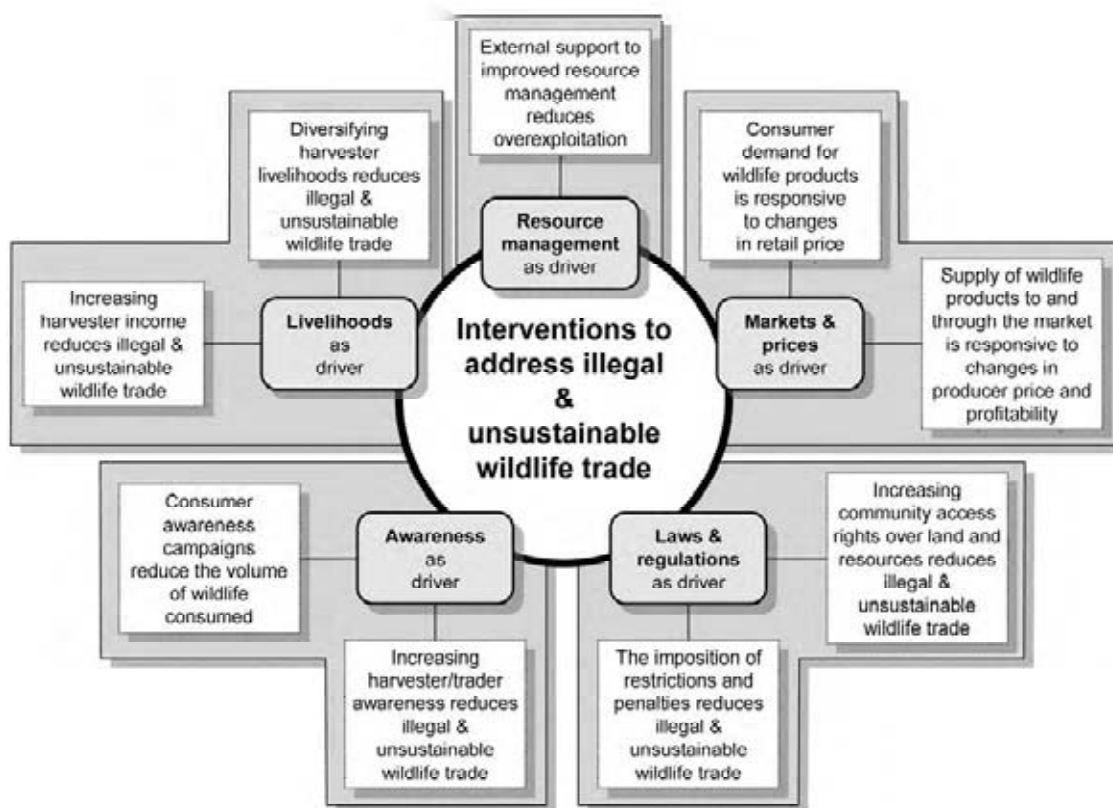 External support to
improved resource
management
reduces
overexploitation
Resource
management
as driver
Diversifying
harvester
livelihoods reduces
illegal &
unsustainable
wildlife trade
Increasing
harvester income
reduces illegal &
unsustainable
wildlife trade
Livelihoods
as
driver
Consumer
demand for
wildlife products
is responsive
to changes
in retail price
Markets &
prices
as driver
Supply of wildlife
products to and
through the market
is responsive to
changes in
producer price and
profitability
Interventions to
address illegal
&
unsustainable
wildlife trade
Consumer
awareness
campaigns
reduce the volume
of wildlife
consumed
Awareness
as
driver
Increasing
harvester/trader
awareness reduces
illegal &
unsustainable
wildlife trade
Laws &
regulations
as driver
Increasing
community access
rights over land and
resources reduces
illegal &
unsustainable
wildlife trade
The imposition of
restrictions and
penalties reduces
illegal &
unsustainable
wildlife trade